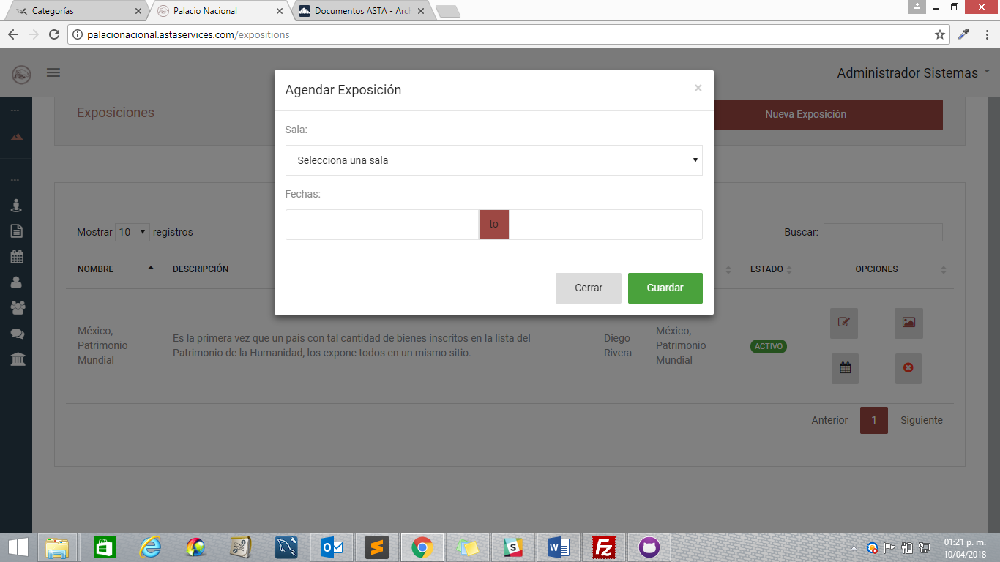 Categorías
Palacio Nacional
Documentos ASTA - Arc
palacionacional.astaservices.com/expositions
Administrador Sistemas
Agendar Exposición
×
Exposiciones
Nueva Exposición
Sala:
Selecciona una sala
Fechas:
to
Mostrar 10 registros
Buscar:
Cerrar
Guardar
NOMBRE
DESCRIPCIÓN
ESTADO
OPCIONES
México,
Patrimonio
Mundial
Es la primera vez que un país con tal cantidad de bienes inscritos en la lista del
Patrimonio de la Humanidad, los expone todos en un mismo sitio.
Diego
Rivera
México,
Patrimonio
Mundial
ACTIVO
Anterior
1
Siguiente
01:21 p. m.
10/04/2018